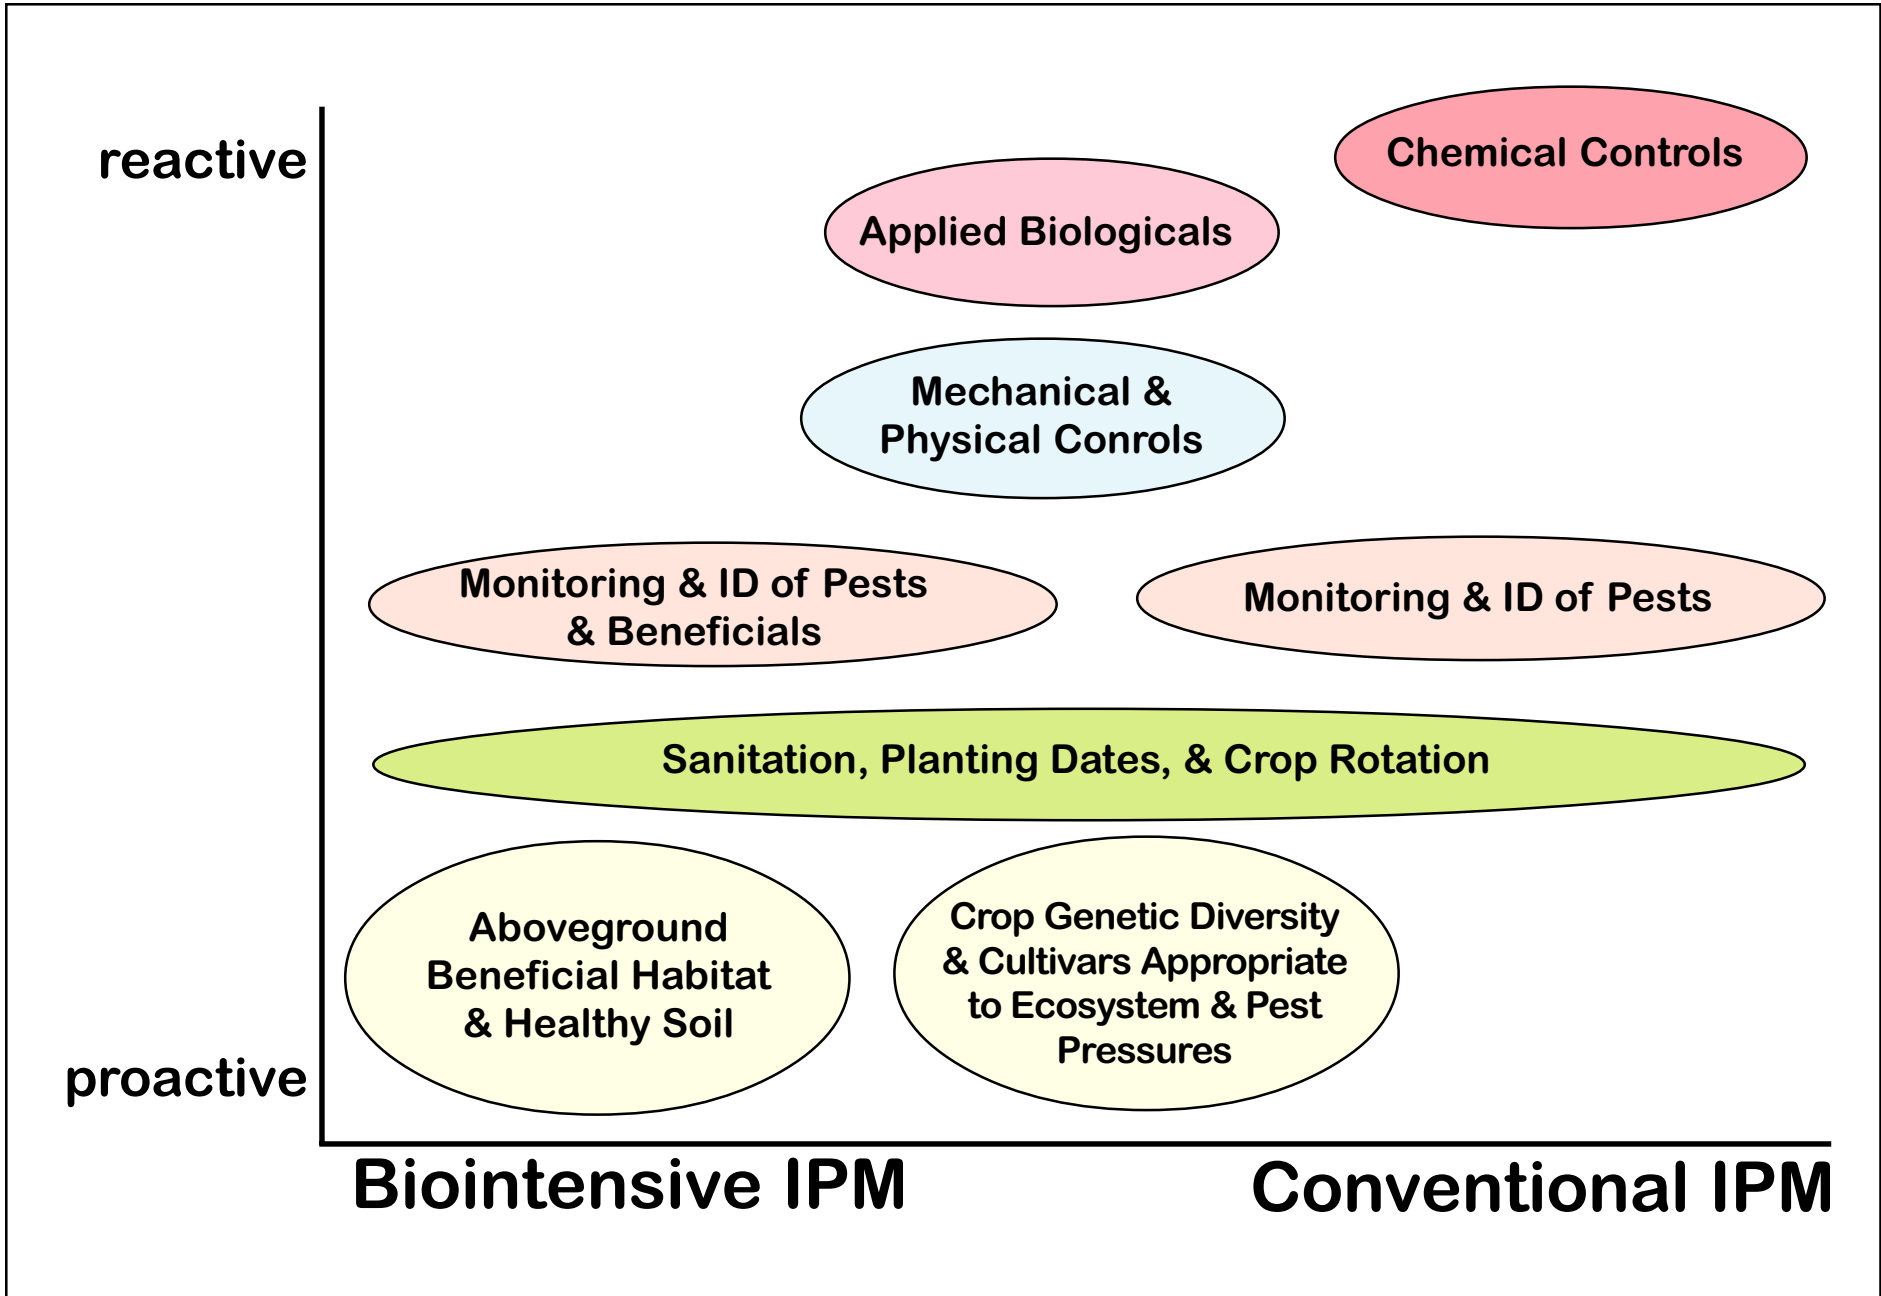 reactive
Chemical Controls
Applied Biologicals
Mechanical &
Physical Conrols
Monitoring & ID of Pests
& Beneficials
Monitoring & ID of Pests
Sanitation, Planting Dates, & Crop Rotation
Aboveground
Beneficial Habitat
& Healthy Soil
Crop Genetic Diversity
& Cultivars Appropriate
to Ecosystem & Pest
Pressures
proactive
Biointensive IPM
Conventional IPM